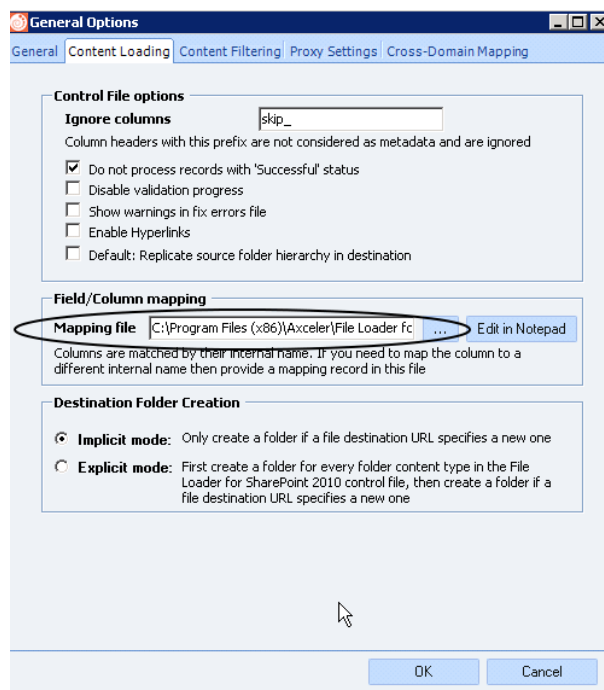 General Options
General Content Loading Content Filtering Proxy Settings Cross-Domain Mapping
Control File options
Ignore columns skip_
Column headers with this prefix are not considered as metadata and are ignored
Do not process records with 'Successful' status
Disable validation progress
Show warnings in fix errors file
Enable Hyperlinks
Default: Replicate source folder hierarchy in destination
Field/Column mapping
Mapping file C:\Program Files (x86)\Axceler\File Loader fc ... Edit in Notepad
Columns are matched by their internal name. If you need to map the column to a
different internal name then provide a mapping record in this file
Destination Folder Creation
Implicit mode: Only create a folder if a file destination URL specifies a new one
Explicit mode: First create a folder for every folder content type in the File
Loader for SharePoint 2010 control file, then create a folder if a
file destination URL specifies a new one
OK Cancel